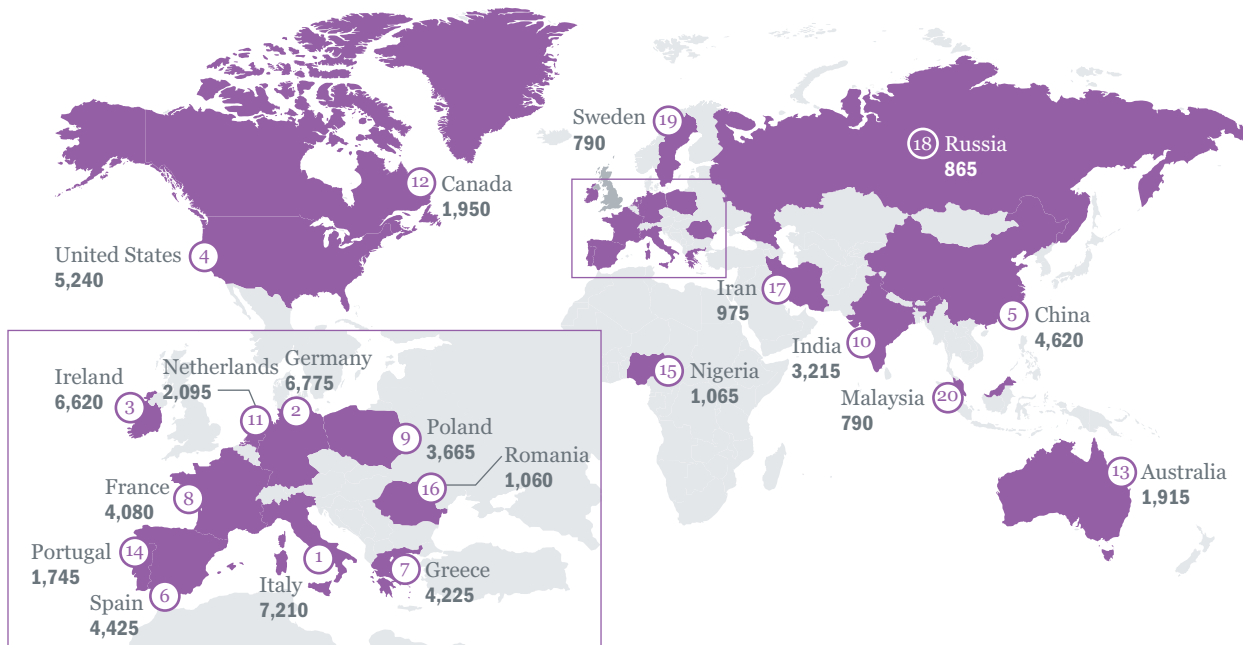 Sweden
790
19
18
Russia
865
12
Canada
1,950
United States
5,240
4
Iran
975
17
5
China
4,620
India
3,215
10
15
Nigeria
1,065
Malaysia
790
20
13
Australia
1,915
Ireland
6,620
3
Netherlands
2,095
11
Germany
6,775
2
9
Poland
3,665
Romania
1,060
16
France
4,080
8
Portugal
1,745
14
Spain
4,425
6
Italy
7,210
1
7
Greece
4,225